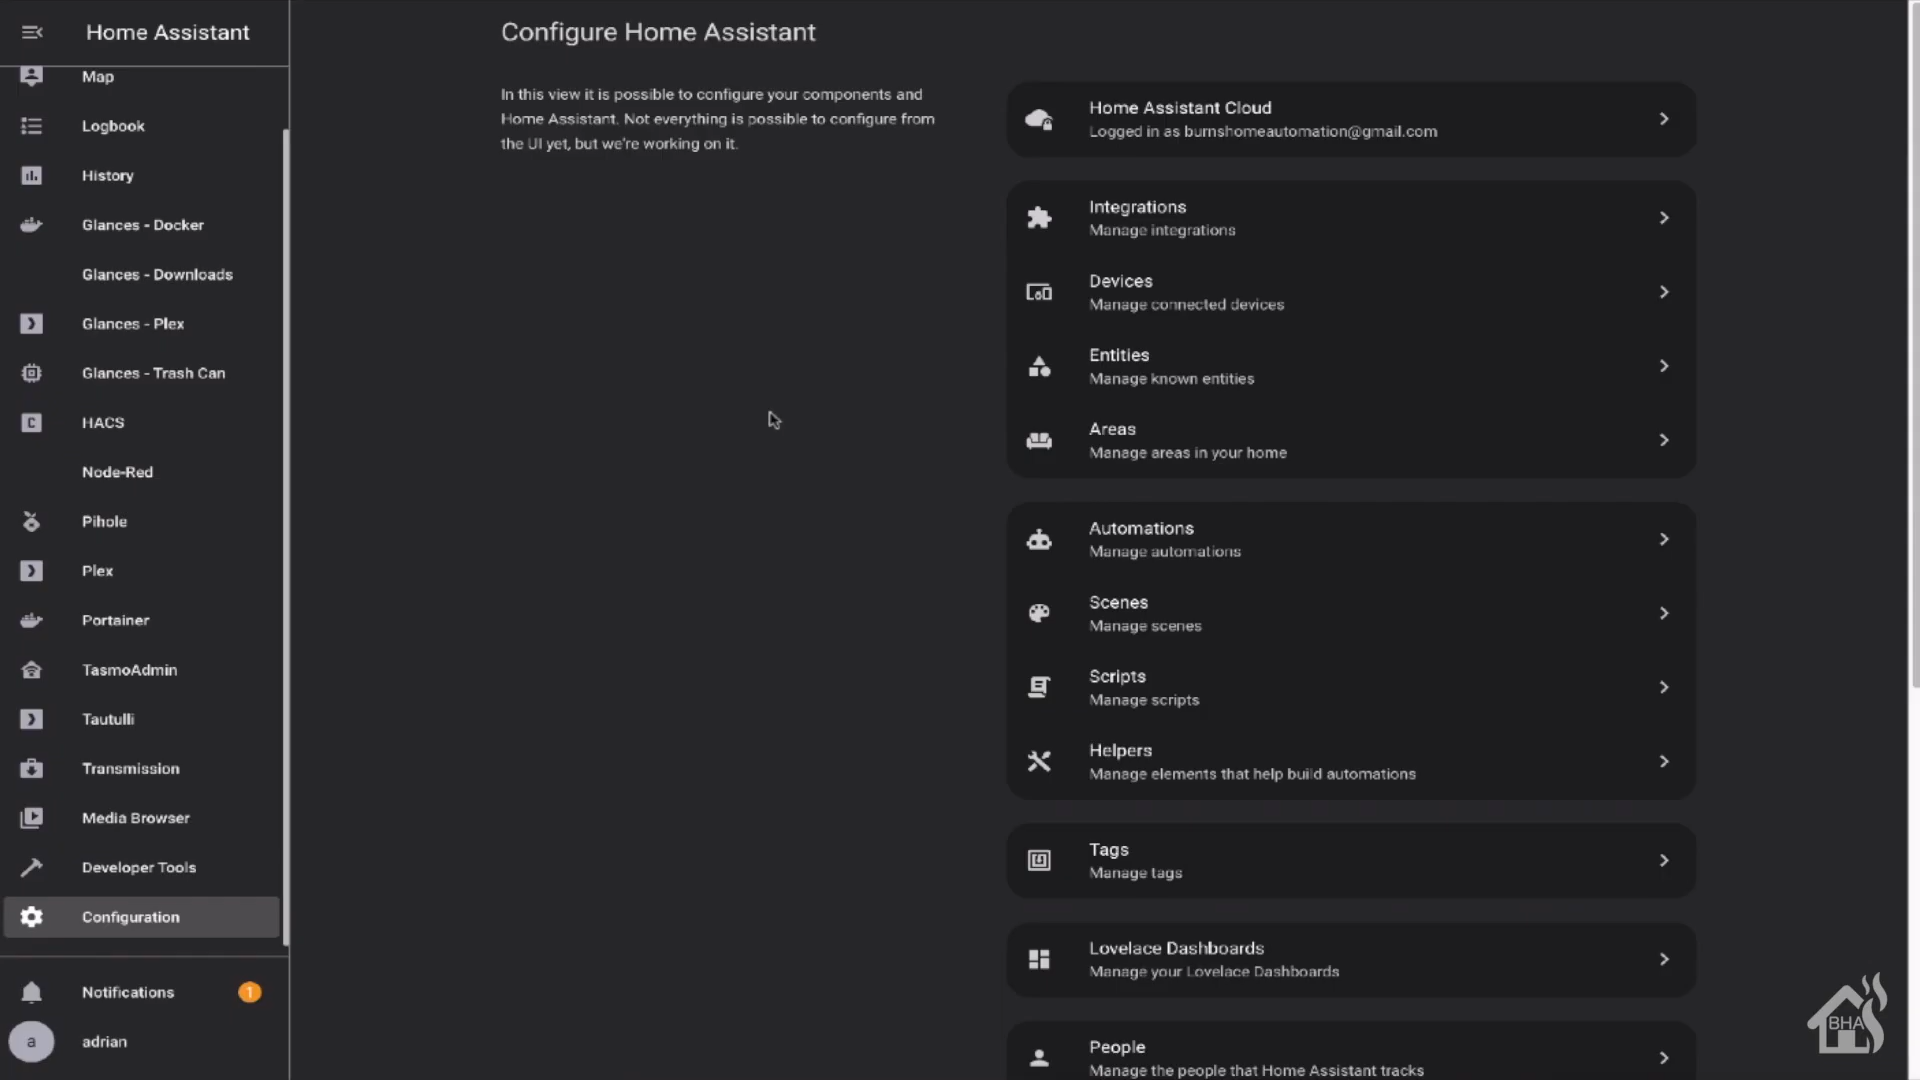 Home Assistant
Map
Logbook
History
Glances - Docker
Glances - Downloads
Glances - Plex
Glances - Trash Can
HACS
Node-Red
Pihole
Plex
Portainer
TasmoAdmin
Tautulli
Transmission
Media Browser
Developer Tools
Configuration
Notifications 1
a adrian
Configure Home Assistant
In this view it is possible to configure your components and
Home Assistant. Not everything is possible to configure from
the UI yet, but we're working on it.
Home Assistant Cloud
Logged in as burnshomeautomation@gmail.com
Integrations
Manage integrations
Devices
Manage connected devices
Entities
Manage known entities
Areas
Manage areas in your home
Automations
Manage automations
Scenes
Manage scenes
Scripts
Manage scripts
Helpers
Manage elements that help build automations
Tags
Manage tags
Lovelace Dashboards
Manage your Lovelace Dashboards
People
Manage the people that Home Assistant tracks
BHA